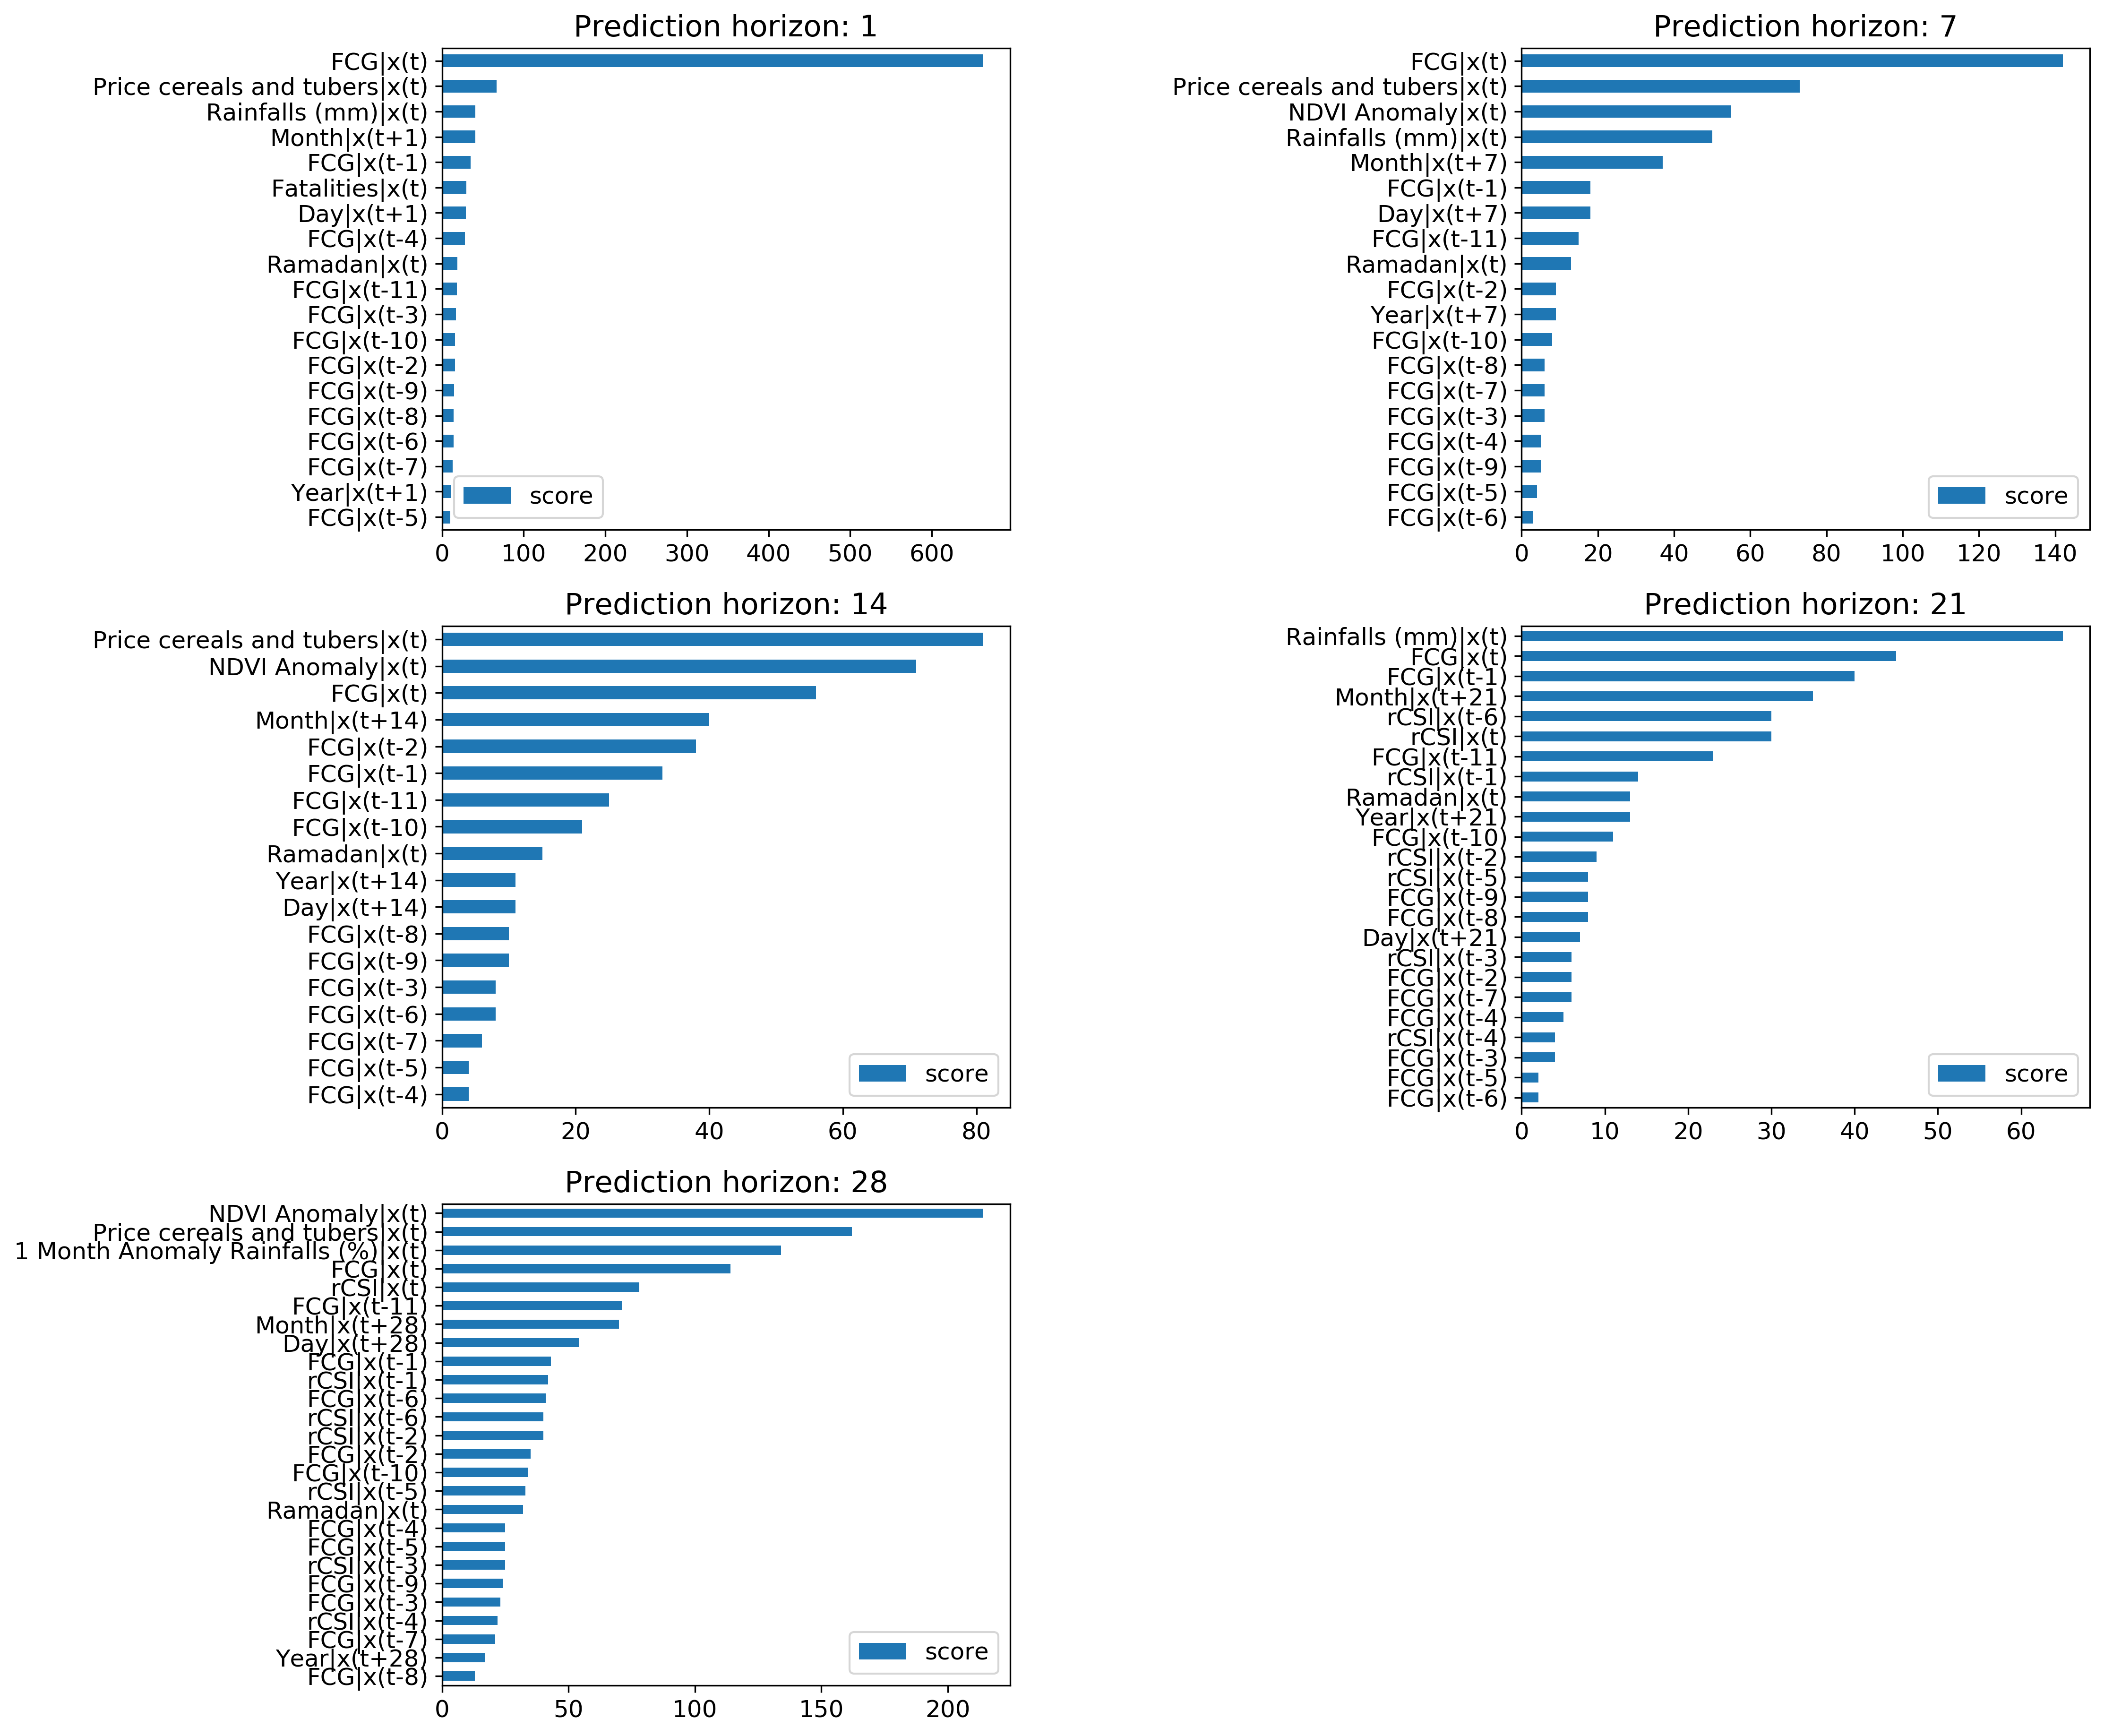 Prediction horizon: 1
FCG|x(t)
Price cereals and tubers|x(t)
Rainfalls (mm)|x(t)
Month|x(t+1)
FCG|x(t-1)
Fatalities|x(t)
Day|x(t+1)
FCG|x(t-4)
Ramadan|x(t)
FCG|x(t-11)
FCG|x(t-3)
FCG|x(t-10)
FCG|x(t-2)
FCG|x(t-9)
FCG|x(t-8)
FCG|x(t-6)
FCG|x(t-7)
Year|x(t+1)
FCG|x(t-5)
score
0 100 200 300 400 500 600
Prediction horizon: 7
FCG|x(t)
Price cereals and tubers|x(t)
NDVI Anomaly|x(t)
Rainfalls (mm)|x(t)
Month|x(t+7)
FCG|x(t-1)
Day|x(t+7)
FCG|x(t-11)
Ramadan|x(t)
FCG|x(t-2)
Year|x(t+7)
FCG|x(t-10)
FCG|x(t-8)
FCG|x(t-7)
FCG|x(t-3)
FCG|x(t-4)
FCG|x(t-9)
FCG|x(t-5)
FCG|x(t-6)
score
0 20 40 60 80 100 120 140
Prediction horizon: 14
Price cereals and tubers|x(t)
NDVI Anomaly|x(t)
FCG|x(t)
Month|x(t+14)
FCG|x(t-2)
FCG|x(t-1)
FCG|x(t-11)
FCG|x(t-10)
Ramadan|x(t)
Year|x(t+14)
Day|x(t+14)
FCG|x(t-8)
FCG|x(t-9)
FCG|x(t-3)
FCG|x(t-6)
FCG|x(t-7)
FCG|x(t-5)
FCG|x(t-4)
score
0 20 40 60 80
Prediction horizon: 21
Rainfalls (mm)|x(t)
FCG|x(t)
FCG|x(t-1)
Month|x(t+21)
rCSI|x(t-6)
rCSI|x(t)
FCG|x(t-11)
rCSI|x(t-1)
Ramadan|x(t)
Year|x(t+21)
FCG|x(t-10)
rCSI|x(t-2)
rCSI|x(t-5)
FCG|x(t-9)
FCG|x(t-8)
Day|x(t+21)
rCSI|x(t-3)
FCG|x(t-2)
FCG|x(t-7)
FCG|x(t-4)
rCSI|x(t-4)
FCG|x(t-3)
FCG|x(t-5)
FCG|x(t-6)
score
0 10 20 30 40 50 60
Prediction horizon: 28
NDVI Anomaly|x(t)
Price cereals and tubers|x(t)
1 Month Anomaly Rainfalls (%)|x(t)
FCG|x(t)
rCSI|x(t)
FCG|x(t-11)
Month|x(t+28)
Day|x(t+28)
FCG|x(t-1)
rCSI|x(t-1)
FCG|x(t-6)
rCSI|x(t-6)
rCSI|x(t-2)
FCG|x(t-2)
FCG|x(t-10)
rCSI|x(t-5)
Ramadan|x(t)
FCG|x(t-4)
FCG|x(t-5)
rCSI|x(t-3)
FCG|x(t-9)
FCG|x(t-3)
rCSI|x(t-4)
FCG|x(t-7)
Year|x(t+28)
FCG|x(t-8)
score
0 50 100 150 200